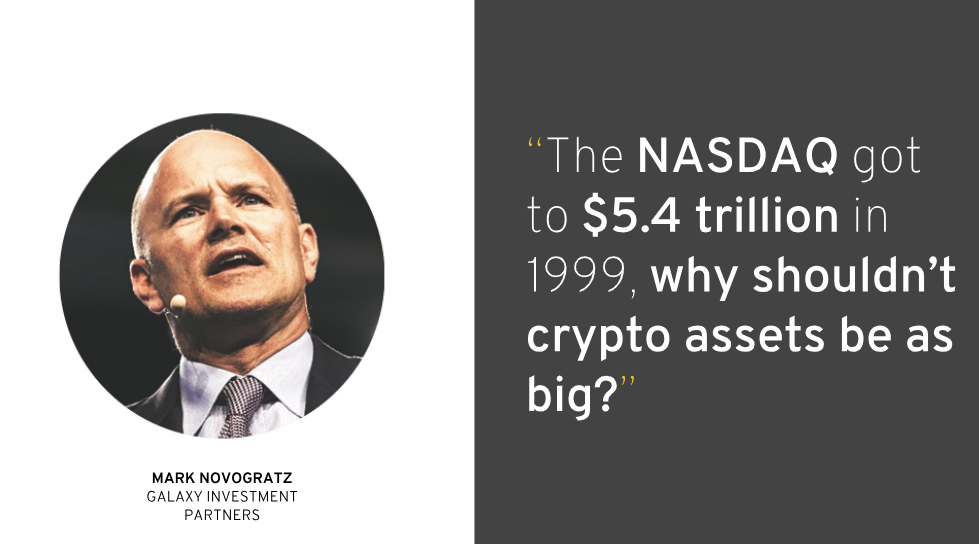 “The NASDAQ got
to $5.4 trillion in
1999, why shouldn’t
crypto assets be as
big?”
MARK NOVOGRATZ
GALAXY INVESTMENT
PARTNERS